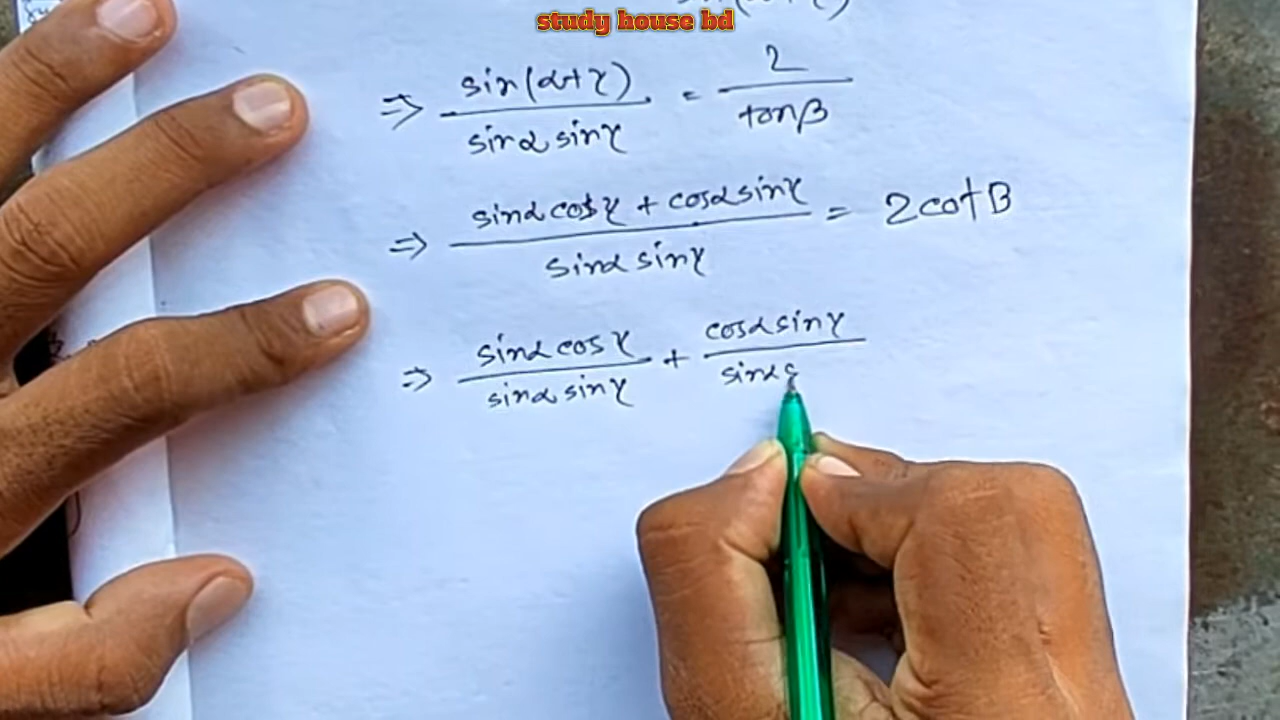 study house bd
⇒ sin(α+γ) / sinα sinγ = 2 / tanβ
⇒ sinα cosγ + cosα sinγ / sinα sinγ = 2cotβ
⇒ sinα cosγ / sinα sinγ + cosα sinγ / sinα s